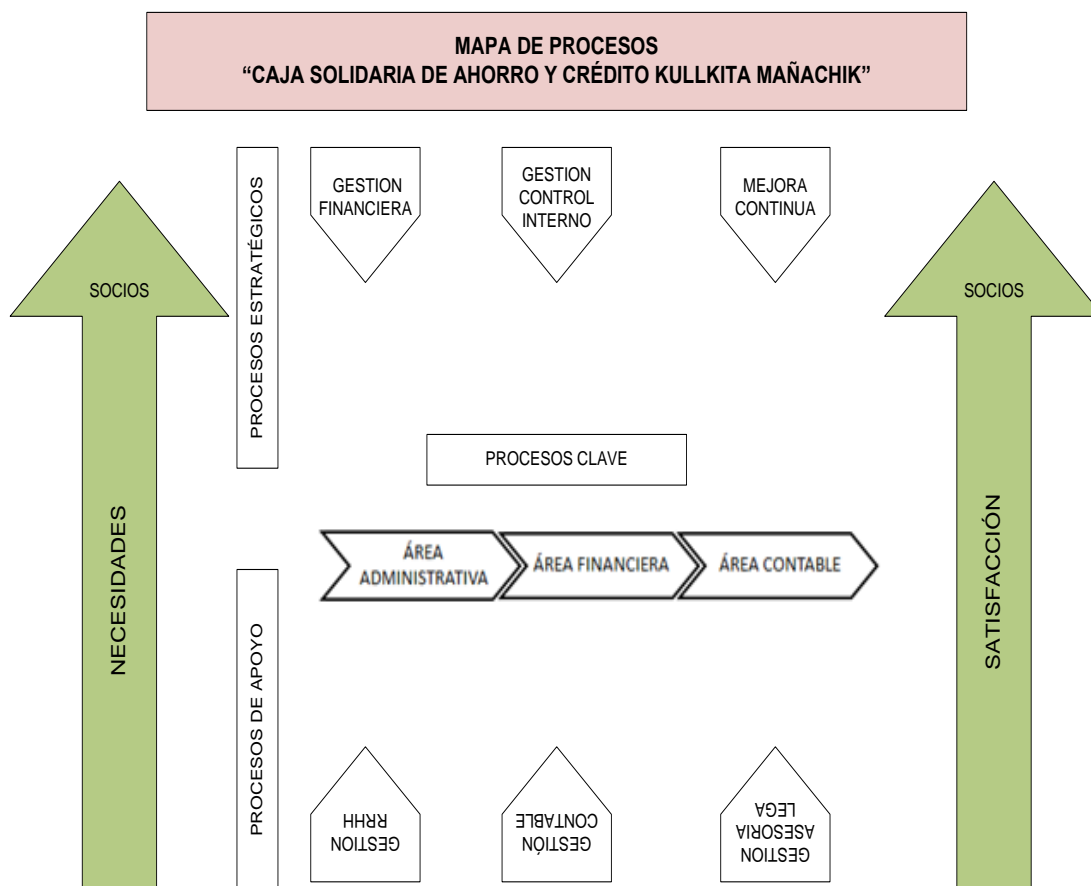 MAPA DE PROCESOS
“CAJA SOLIDARIA DE AHORRO Y CRÉDITO KULLKITA MAÑACHIK”
PROCESOS ESTRATÉGICOS
GESTION
FINANCIERA
GESTION
CONTROL
INTERNO
MEJORA
CONTINUA
SOCIOS
NECESIDADES
SOCIOS
SATISFACCIÓN
PROCESOS CLAVE
ÁREA
ADMINISTRATIVA
ÁREA FINANCIERA
ÁREA CONTABLE
PROCESOS DE APOYO
GESTION
RRHH
GESTIÓN
CONTABLE
GESTION
ASESORIA
LEGA